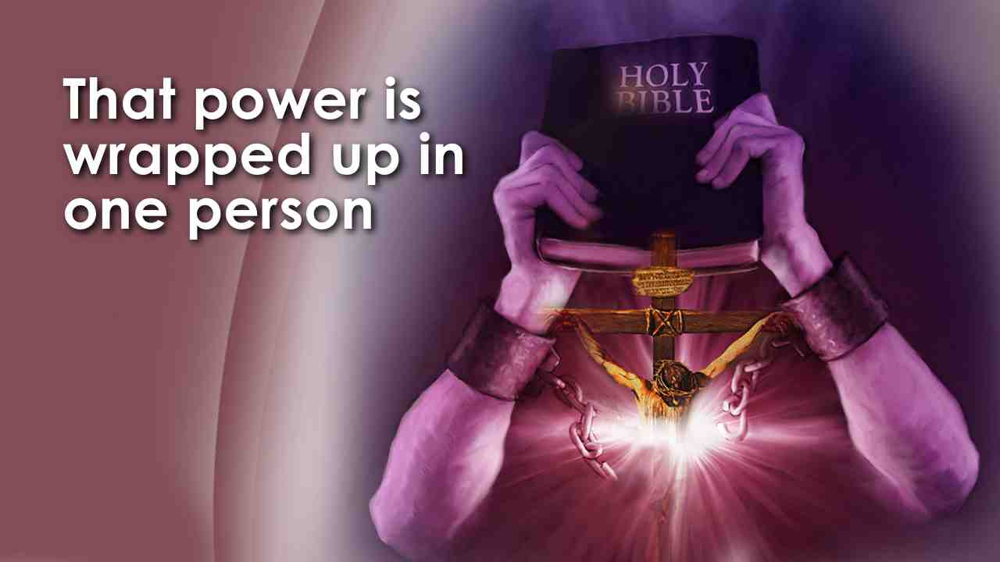 That power is
wrapped up in
one person
HOLY
BIBLE